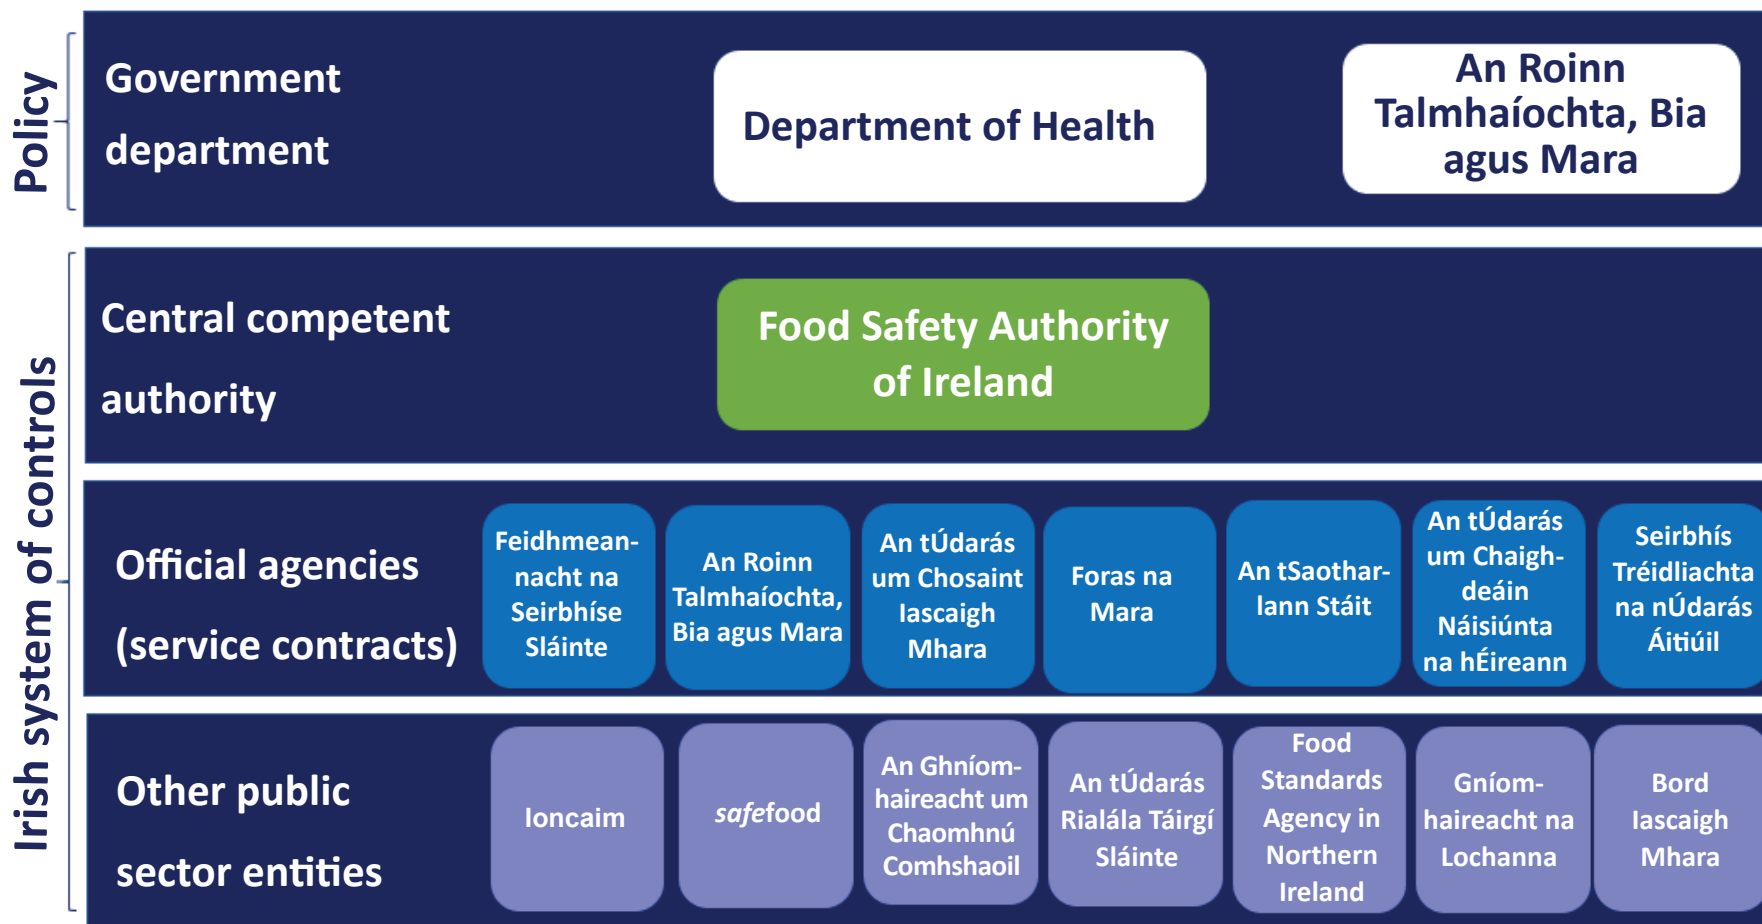 Policy
Government
department
Department of Health
An Roinn
Talmhaíochta, Bia
agus Mara
Irish system of controls
Central competent
authority
Food Safety Authority
of Ireland
Official agencies
(service contracts)
Feidhmean-
nacht na
Seirbhíse
Sláinte
An Roinn
Talmhaíochta,
Bia agus Mara
An tÚdarás
um Chosaint
Iascaigh
Mhara
Foras na
Mara
An tSaothar-
lann Stáit
An tÚdarás
um Chaigh-
deáin
Náisiúnta
na hÉireann
Seirbhís
Tréidliachta
na nÚdarás
Áitiúil
Other public
sector entities
Ioncaim
safefood
An Ghníom-
haireacht um
Chaomhnú
Comhshaoil
An tÚdarás
Rialála Táirgí
Sláinte
Food
Standards
Agency in
Northern
Ireland
Gníom-
haireacht na
Lochanna
Bord
Iascaigh
Mhara